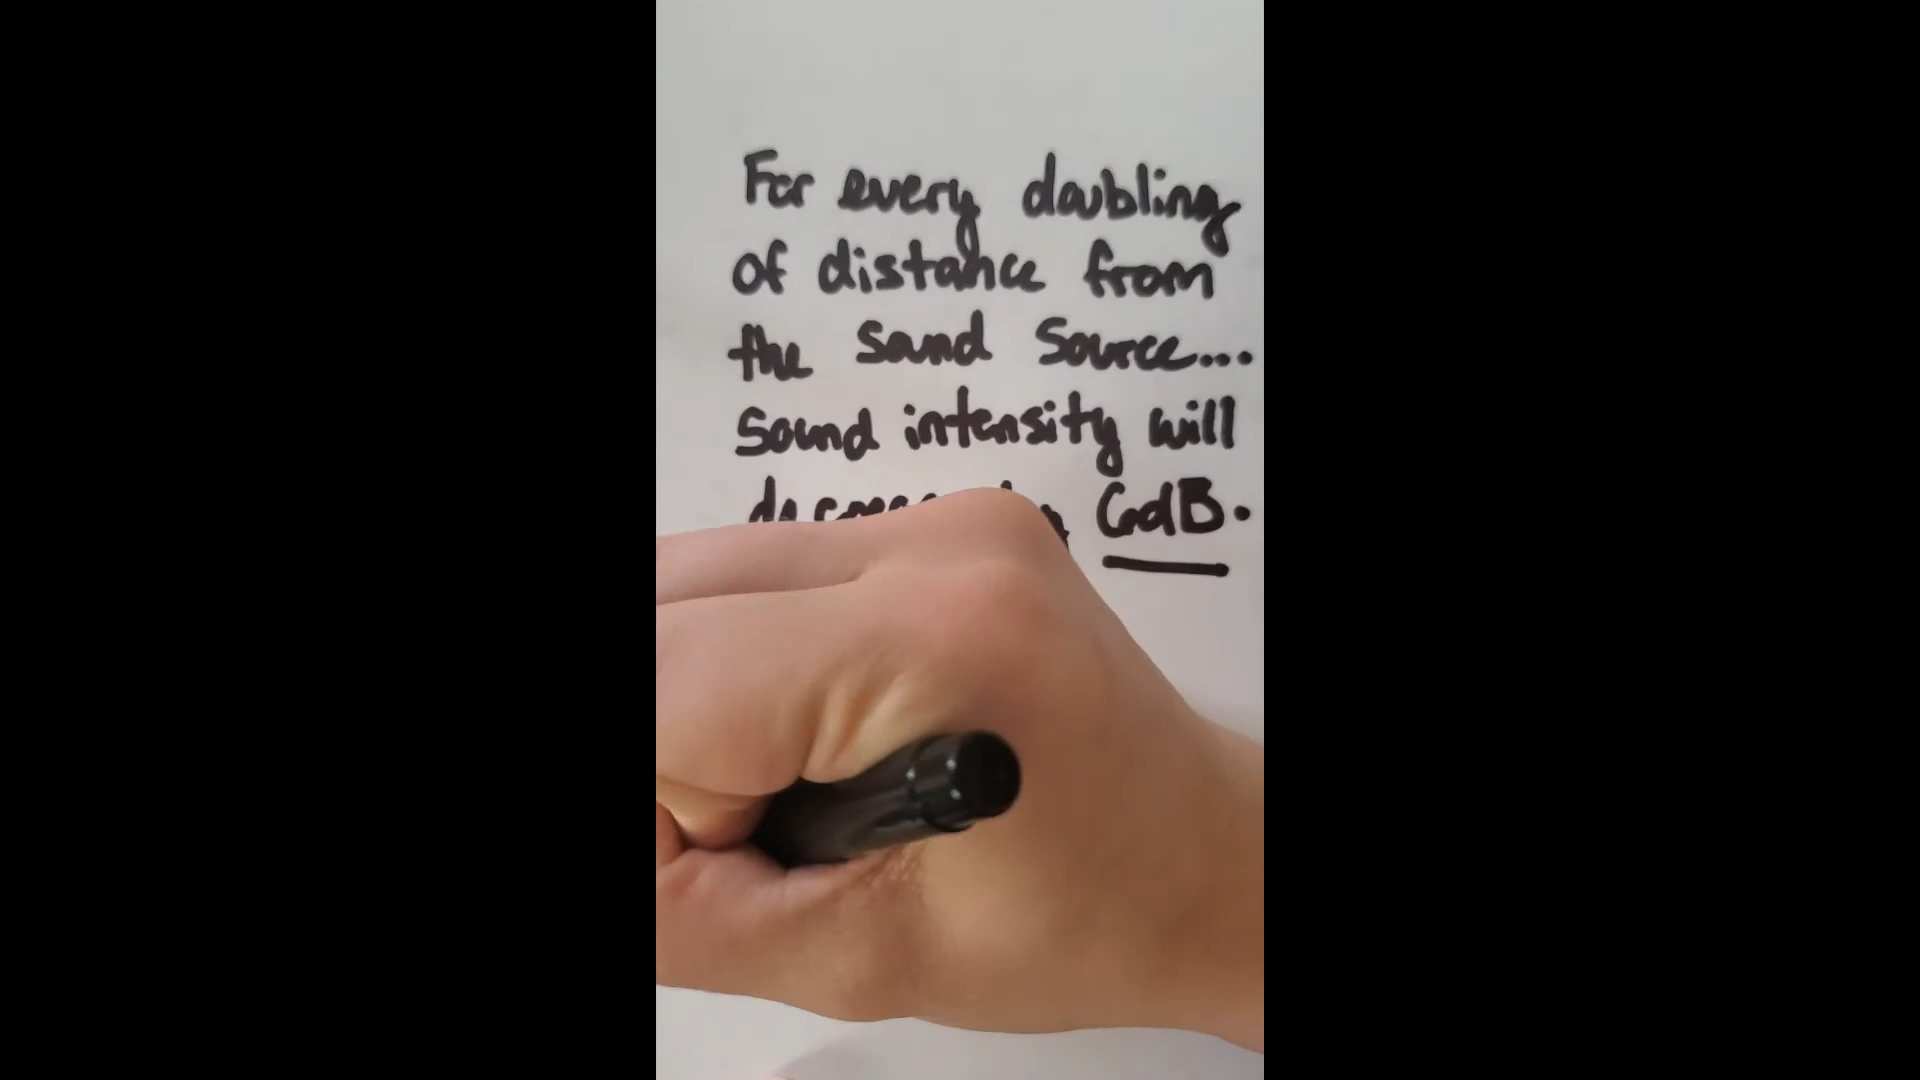 For every doubling
of distance from
the sound source...
Sound intensity will
6dB.